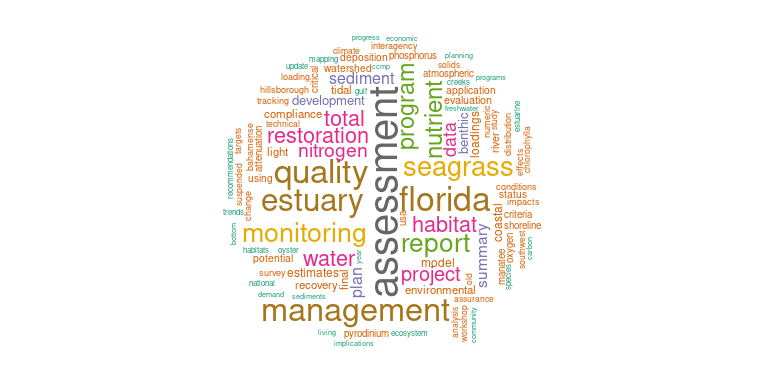 progress
economic
climate
interagency
planning
mapping
deposition
phosphorus
update
watershed
ccmp
solids
loading
critical
sediment
atmospheric
programs
hillsborough
tidal
gulf
creeks
application
tracking
development
program
nutrient
evaluation
freshwater
compliance
total
data
benthic
loadings
numeric
estuarine
technical
restoration
river study
distribution
targets
bahamense
attenuation
light
nitrogen
assessment
seagrass
effects
chlorophyll
recommendations
suspended
using
quality
conditions
status
change
estuary
florida
impacts
trends
usa
habitat
coastal
criteria
shoreline
bottom
monitoring
report
summary
oxygen
southwest
carbon
habitats
oyster
potential
water
year
model
manatee
species
survey
estimates
project
old
national
recovery
final
plan
environmental
demand
sediments
management
assurance
analysis
workshop
community
living
pyrodinium
ecosystem
implications